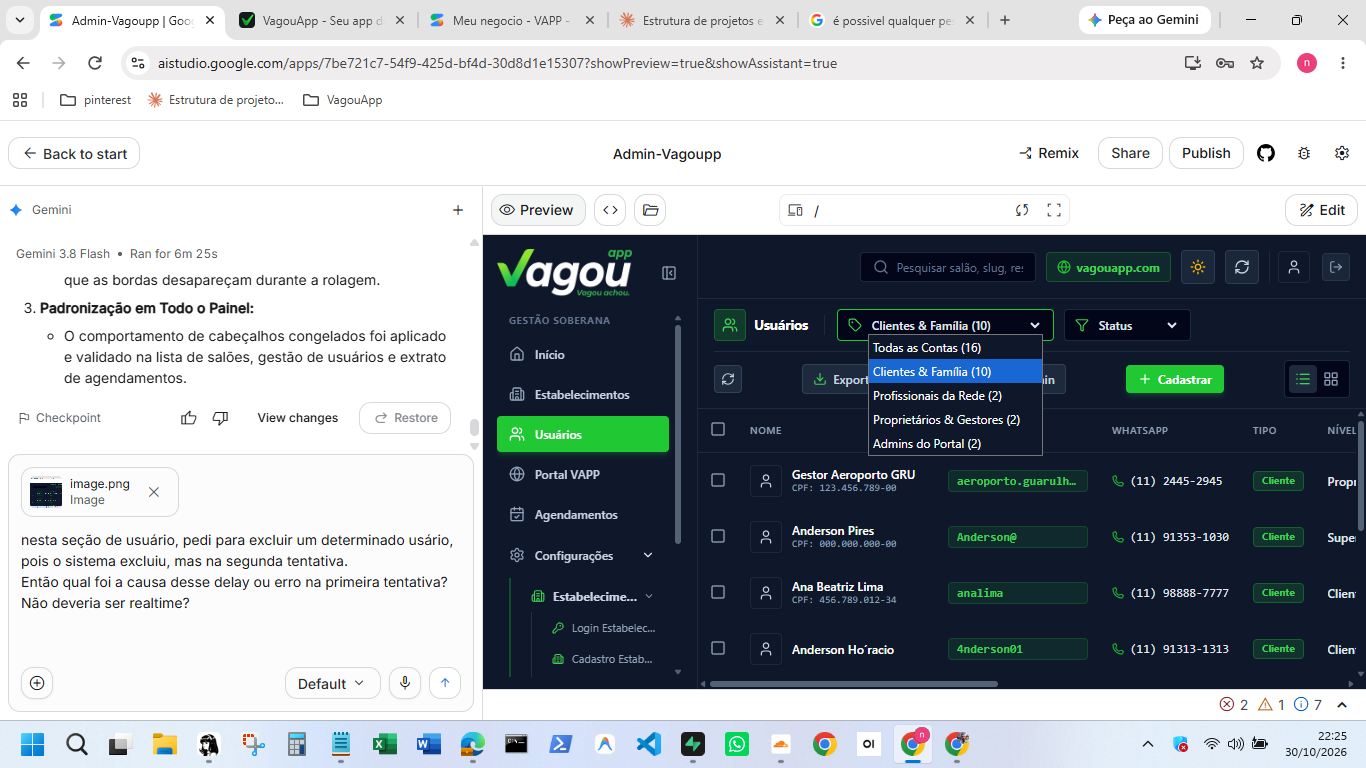 Admin-Vagoupp | Goo
VagouApp - Seu app d
Meu negocio - VAPP -
Estrutura de projetos
é possivel qualquer pe
Peça ao Gemini
aistudio.google.com/apps/7be721c7-54f9-425d-bf4d-30d8d1e15307?showPreview=true&showAssistant=true
n
pinterest
Estrutura de projeto...
VagouApp
Back to start
Admin-Vagoupp
Remix
Share
Publish
Gemini
Preview
/
Edit
Gemini 3.8 Flash • Ran for 6m 25s
que as bordas desapareçam durante a rolagem.
3. Padronização em Todo o Painel:
O comportamento de cabeçalhos congelados foi aplicado
e validado na lista de salões, gestão de usuários e extrato
de agendamentos.
Checkpoint
View changes
Restore
image.png
Image
nesta seção de usuário, pedi para excluir um determinado usário,
pois o sistema excluiu, mas na segunda tentativa.
Então qual foi a causa desse delay ou erro na primeira tentativa?
Não deveria ser realtime?
Default
Vagou app
Vagou achou.
GESTÃO SOBERANA
Início
Estabelecimentos
Usuários
Portal VAPP
Agendamentos
Configurações
Estabelecime...
Login Estabelec...
Cadastro Estab...
Pesquisar salão, slug, res
vagouapp.com
Usuários
Clientes & Família (10)
Status
Todas as Contas (16)
Clientes & Família (10)
Profissionais da Rede (2)
Proprietários & Gestores (2)
Admins do Portal (2)
Export
in
+ Cadastrar
NOME
WHATSAPP
TIPO
NÍVEL
Gestor Aeroporto GRU
CPF: 123.456.789-00
aeroporto.guarulh…
(11) 2445-2945
Cliente
Propr
Anderson Pires
CPF: 000.000.000-00
Anderson@
(11) 91353-1030
Cliente
Supe
Ana Beatriz Lima
CPF: 456.789.012-34
analima
(11) 98888-7777
Cliente
Clien
Anderson Ho´racio
4nderson01
(11) 91313-1313
Cliente
Clien
2
1
7
22:25
30/10/2026